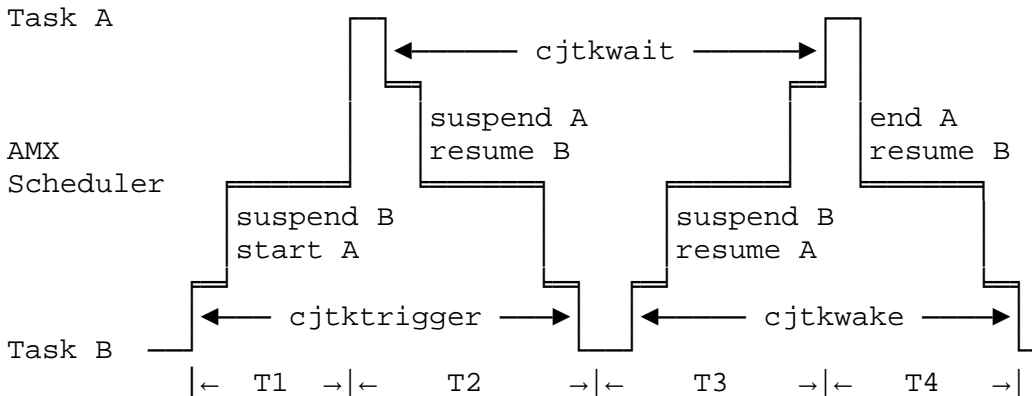 Task A
cjtkwait
suspend A
resume B
end A
resume B
AMX
Scheduler
suspend B
start A
suspend B
resume A
cjtktrigger
cjtkwake
Task B
|← T1 →|← T2 →|← T3 →|← T4 →|